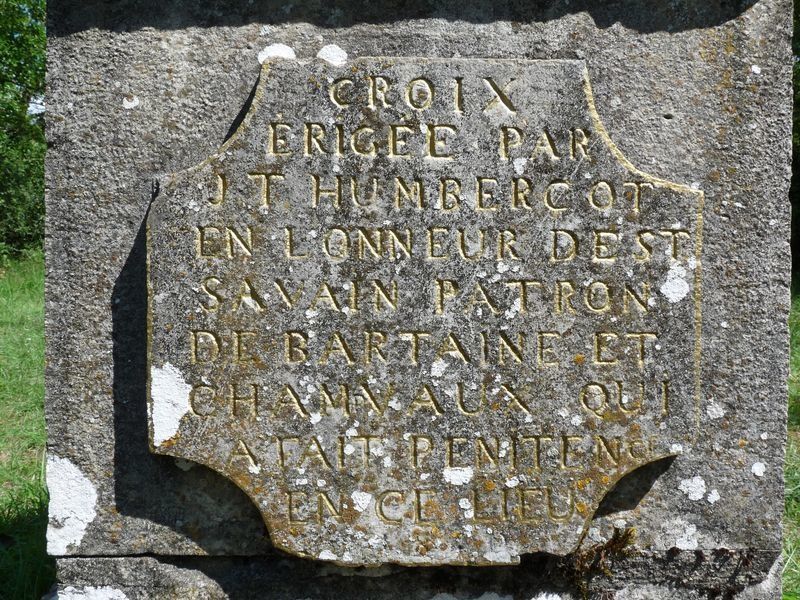 CROIX
ERIGÉE PAR
J T HUMBERCOT
EN LONNEUR DE ST
SAVAIN PATRON
DE BARTAINE ET
CHAMVAUX QUI
A FAIT PENITENCE
EN CE LIEU